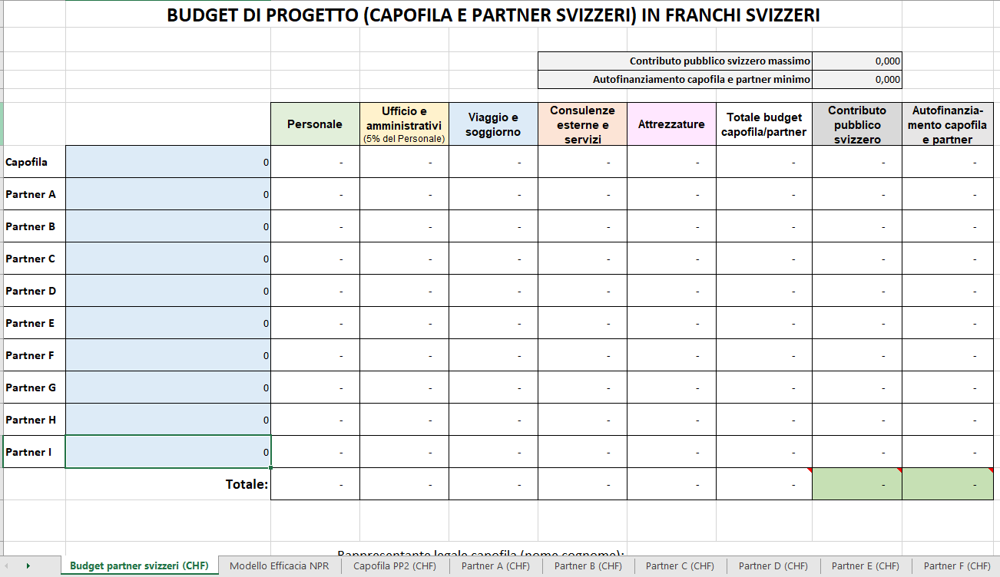 BUDGET DI PROGETTO (CAPOFILA E PARTNER SVIZZERI) IN FRANCHI SVIZZERI
Contributo pubblico svizzero massimo 0,000
Autofinanziamento capofila e partner minimo 0,000
Personale
Ufficio e
amministrativi
(5% del Personale)
Viaggio e
soggiorno
Consulenze
esterne e
servizi
Attrezzature
Totale budget
capofila/partner
Contributo
pubblico
svizzero
Autofinanzia-
mento capofila
e partner
Capofila 0 - - - - - - - -
Partner A 0 - - - - - - - -
Partner B 0 - - - - - - - -
Partner C 0 - - - - - - - -
Partner D 0 - - - - - - - -
Partner E 0 - - - - - - - -
Partner F 0 - - - - - - - -
Partner G 0 - - - - - - - -
Partner H 0 - - - - - - - -
Partner I 0 - - - - - - - -
Totale: - - - - - - - -
Rappresentante legale capofila (nome cognome):
Budget partner svizzeri (CHF) Modello Efficacia NPR Capofila PP2 (CHF) Partner A (CHF) Partner B (CHF) Partner C (CHF) Partner D (CHF) Partner E (CHF) Partner F (CHF)